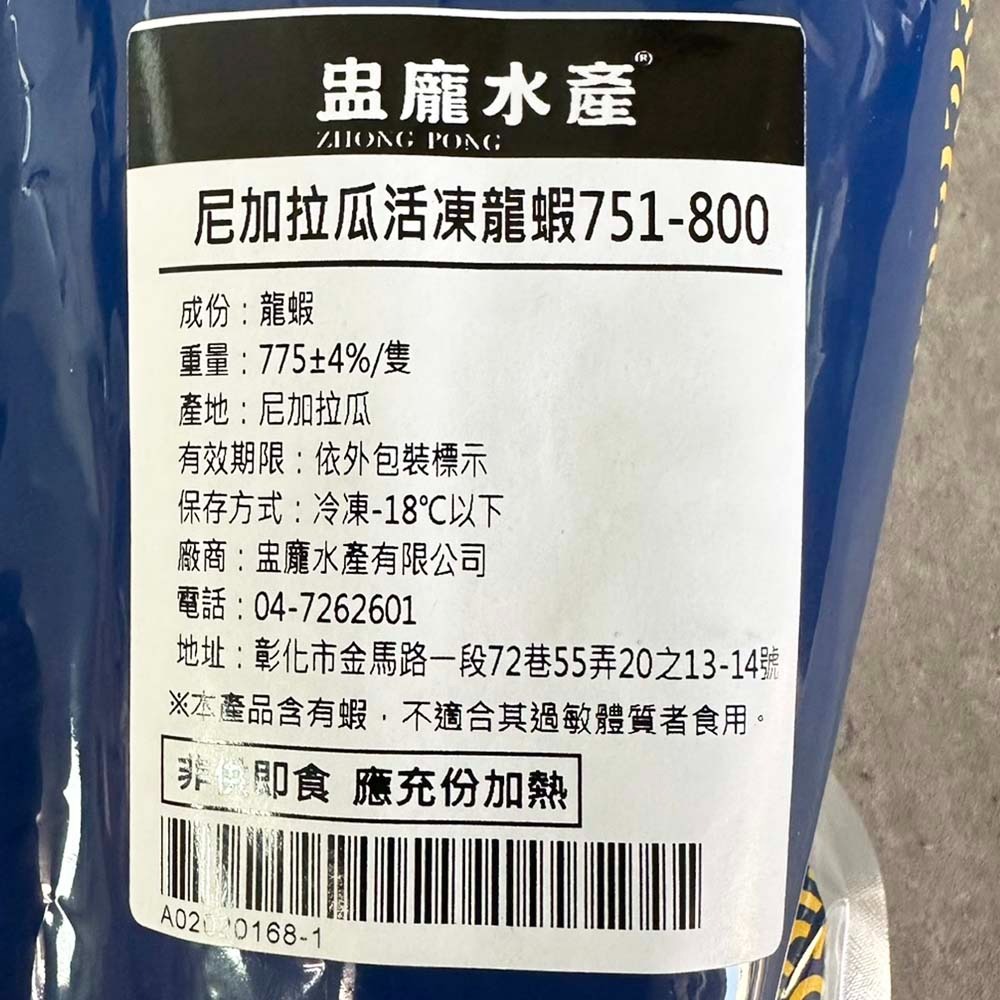 盅龐水產®
ZHONG PONG
尼加拉瓜活凍龍蝦751-800
成份：龍蝦
重量：775±4%/隻
產地：尼加拉瓜
有效期限：依外包裝標示
保存方式：冷凍-18℃以下
廠商：盅龐水產有限公司
電話：04-7262601
地址：彰化市金馬路一段72巷55弄20之13-14號
※本產品含有蝦，不適合其過敏體質者食用。
非供即食 應充份加熱